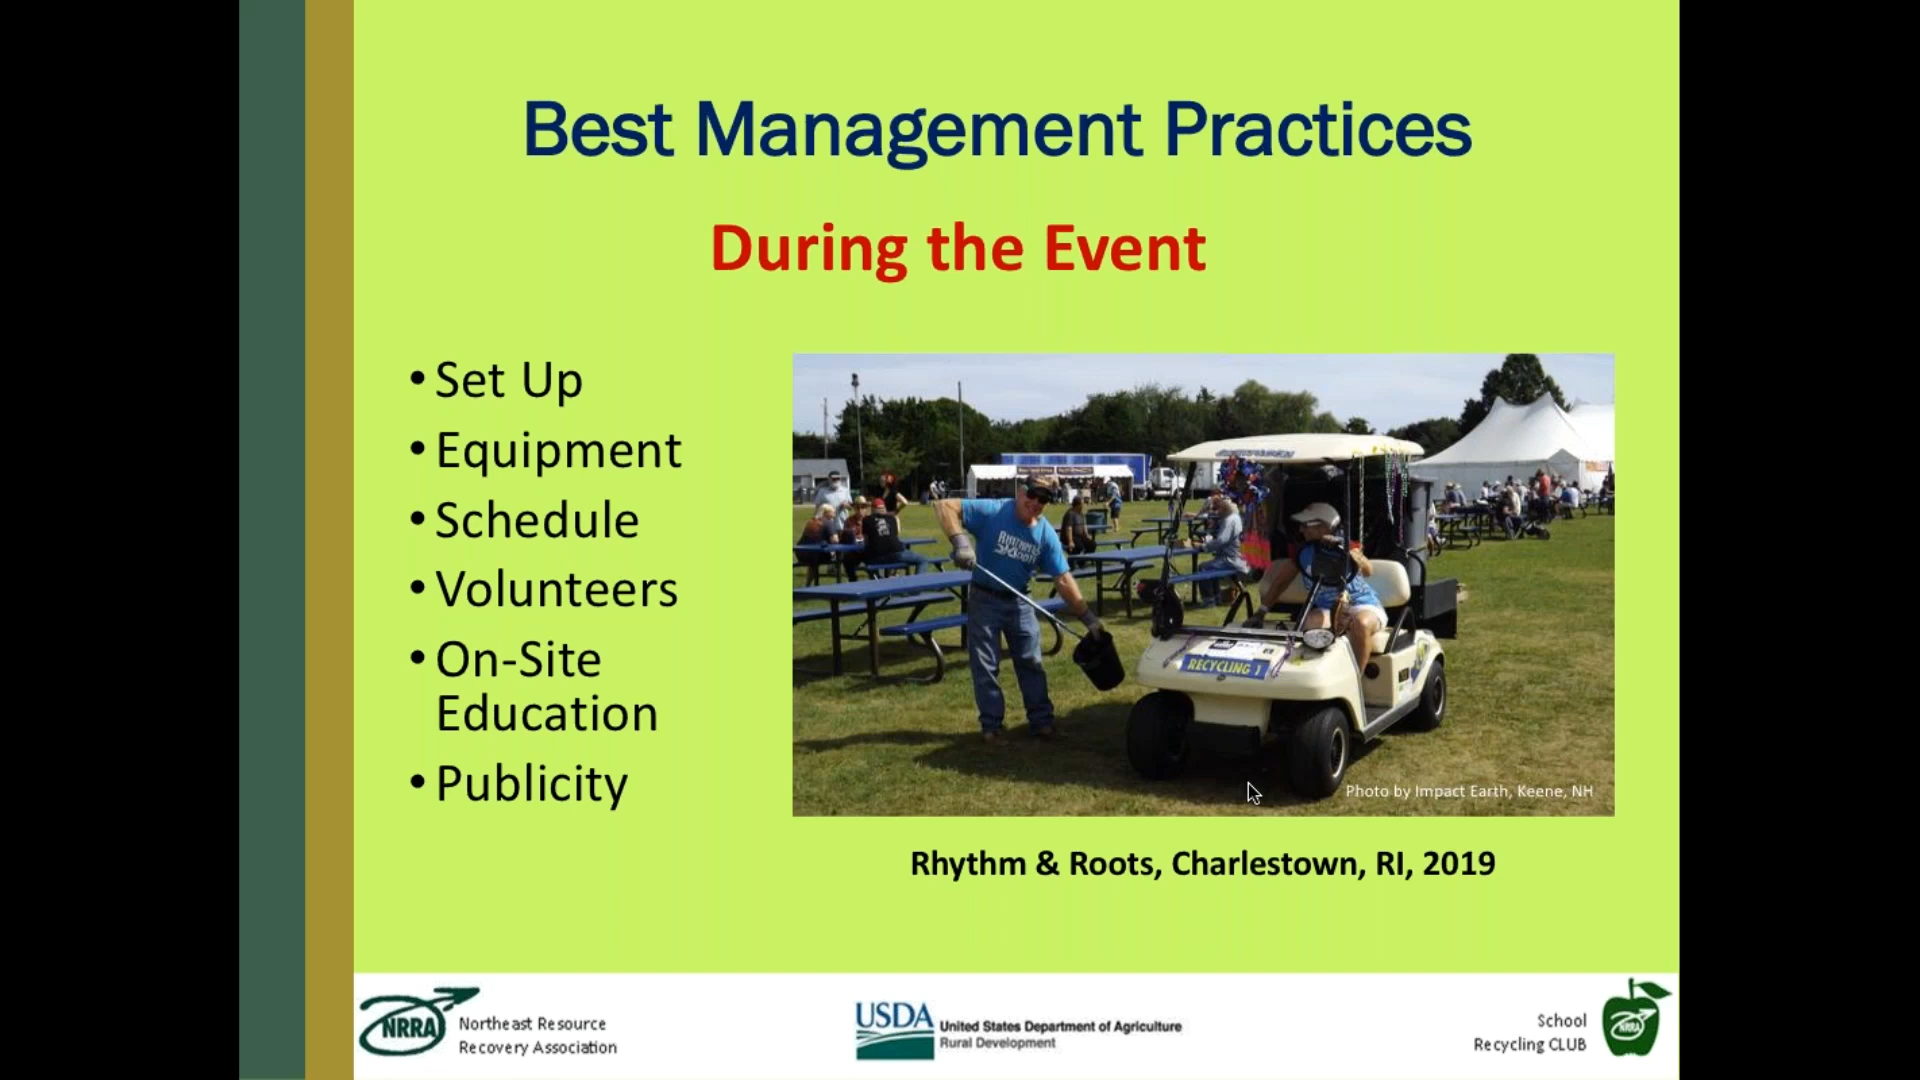 Best Management Practices
During the Event
• Set Up
• Equipment
• Schedule
• Volunteers
• On-Site
Education
• Publicity
RECYCLING 1
Photo by Impact Earth, Keene, NH
Rhythm & Roots, Charlestown, RI, 2019
NRRA
Northeast Resource
Recovery Association
USDA
United States Department of Agriculture
Rural Development
School
Recycling CLUB
NRRA